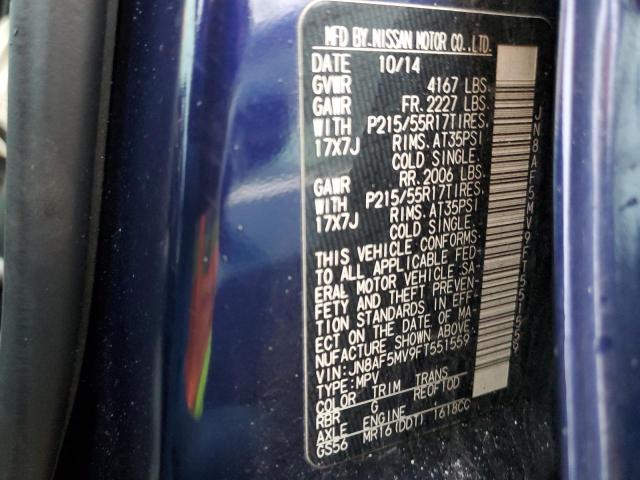 MFD BY.NISSAN MOTOR CO.,LTD.
DATE 10/14
GVWR 4167 LBS.
GAWR FR. 2227 LBS.
WITH P215/55R17TIRES.
17X7J RIMS. AT35PSI
COLD SINGLE.
GAWR RR. 2006 LBS.
WITH P215/55R17TIRES.
17X7J RIMS. AT35PSI
COLD SINGLE.
THIS VEHICLE CONFORMS
TO ALL APPLICABLE FED-
ERAL MOTOR VEHICLE SA-
FETY AND THEFT PREVEN-
TION STANDARDS IN EFF-
ECT ON THE DATE OF MA-
NUFACTURE SHOWN ABOVE.
VIN: JN8AF5MV9FT551559
TYPE: MPV
COLOR TRIM TRANS
RBR G RE0F10D
AXLE ENGINE
GS56 MR16(DDT) 1618CC
JN8AF5MV9FT551559